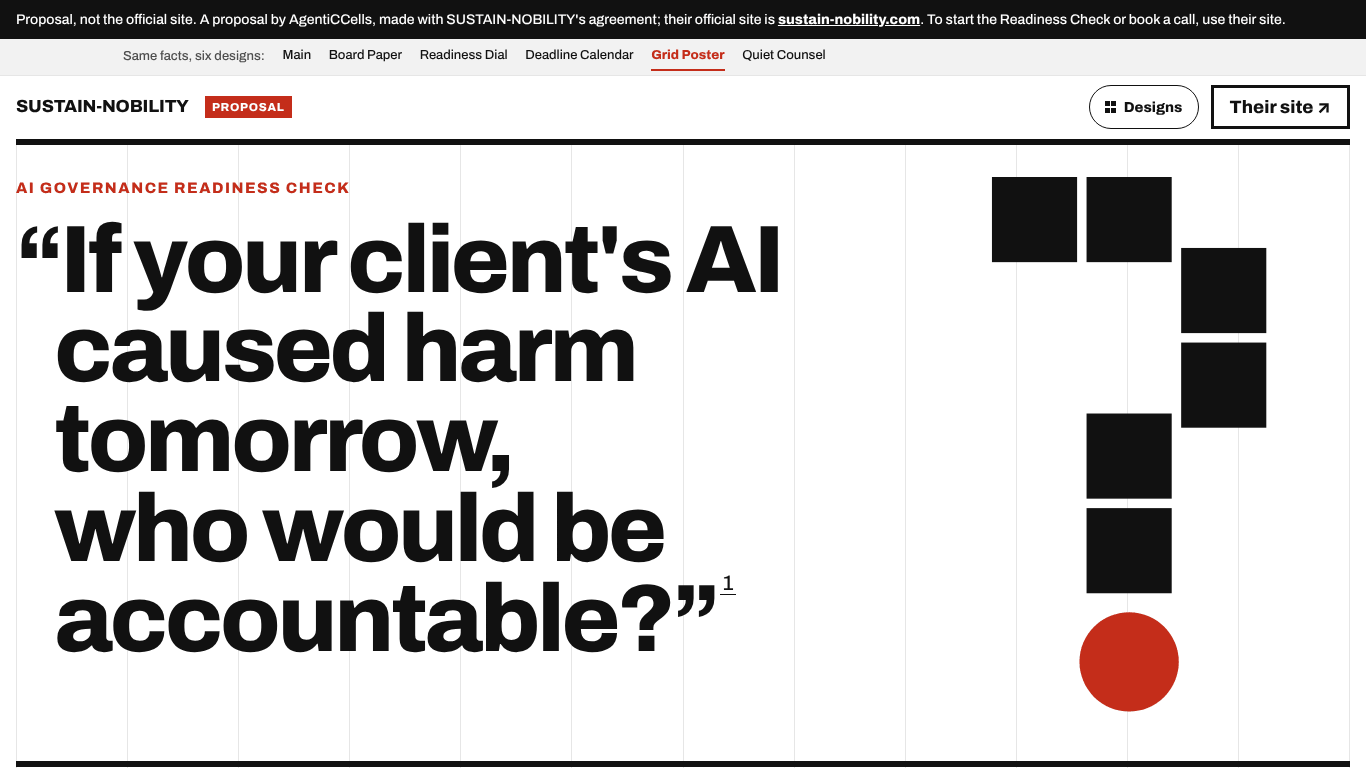 Proposal, not the official site. A proposal by AgentiCCells, made with SUSTAIN-NOBILITY's agreement; their official site is sustain-nobility.com. To start the Readiness Check or book a call, use their site.
Same facts, six designs: Main Board Paper Readiness Dial Deadline Calendar Grid Poster Quiet Counsel
SUSTAIN-NOBILITY PROPOSAL Designs Their site ↗
AI GOVERNANCE READINESS CHECK
“If your client's AI
caused harm
tomorrow,
who would be
accountable?”1